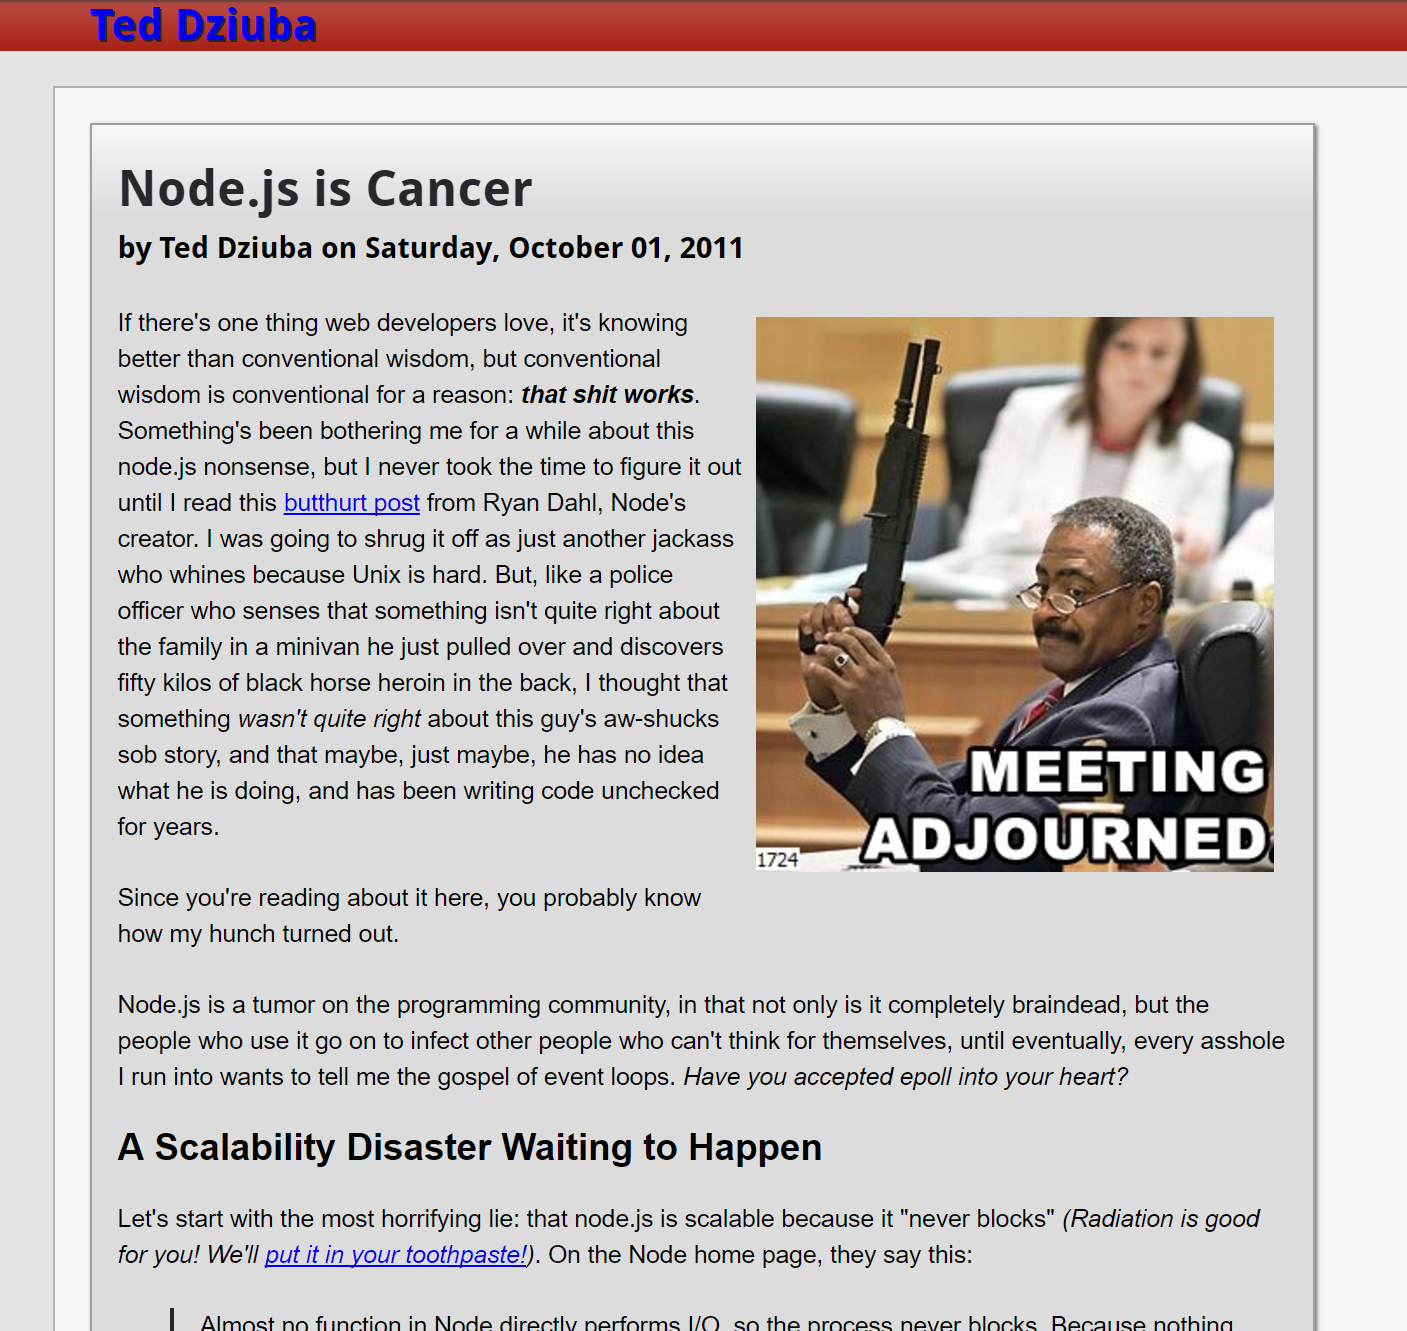 Ted Dziuba
Node.js is Cancer
by Ted Dziuba on Saturday, October 01, 2011
If there's one thing web developers love, it's knowing
better than conventional wisdom, but conventional
wisdom is conventional for a reason: that shit works.
Something's been bothering me for a while about this
node.js nonsense, but I never took the time to figure it out
until I read this butthurt post from Ryan Dahl, Node's
creator. I was going to shrug it off as just another jackass
who whines because Unix is hard. But, like a police
officer who senses that something isn't quite right about
the family in a minivan he just pulled over and discovers
fifty kilos of black horse heroin in the back, I thought that
something wasn't quite right about this guy's aw-shucks
sob story, and that maybe, just maybe, he has no idea
what he is doing, and has been writing code unchecked
for years.
MEETING
ADJOURNED
1724
Since you're reading about it here, you probably know
how my hunch turned out.
Node.js is a tumor on the programming community, in that not only is it completely braindead, but the
people who use it go on to infect other people who can't think for themselves, until eventually, every asshole
I run into wants to tell me the gospel of event loops. Have you accepted epoll into your heart?
A Scalability Disaster Waiting to Happen
Let's start with the most horrifying lie: that node.js is scalable because it "never blocks" (Radiation is good
for you! We'll put it in your toothpaste!). On the Node home page, they say this:
Almost no function in Node directly performs I/O, so the process never blocks. Because nothing